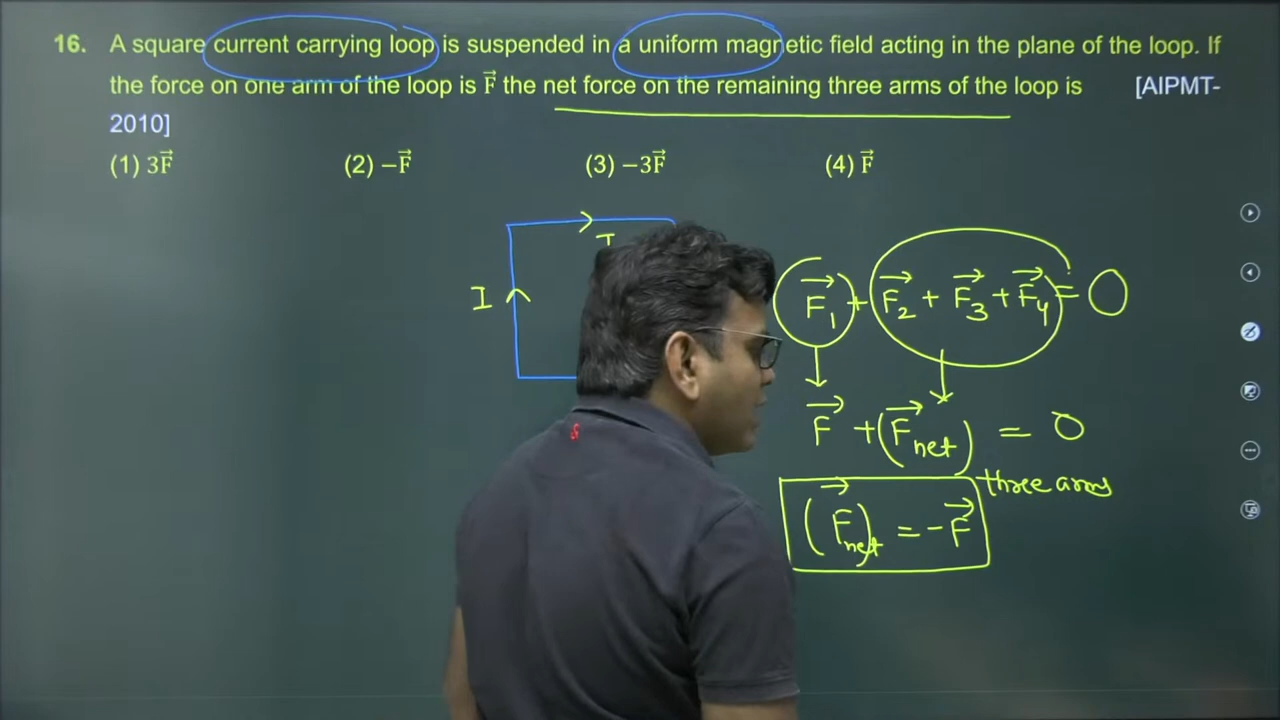 16. A square current carrying loop is suspended in a uniform magnetic field acting in the plane of the loop. If
the force on one arm of the loop is F⃗ the net force on the remaining three arms of the loop is [AIPMT-
2010]
(1) 3F⃗ (2) −F⃗ (3) −3F⃗ (4) F⃗
I
I
F⃗₁ + F⃗₂ + F⃗₃ + F⃗₄ = 0
F⃗ + (F⃗net) = 0
three arms
(F⃗net) = −F⃗